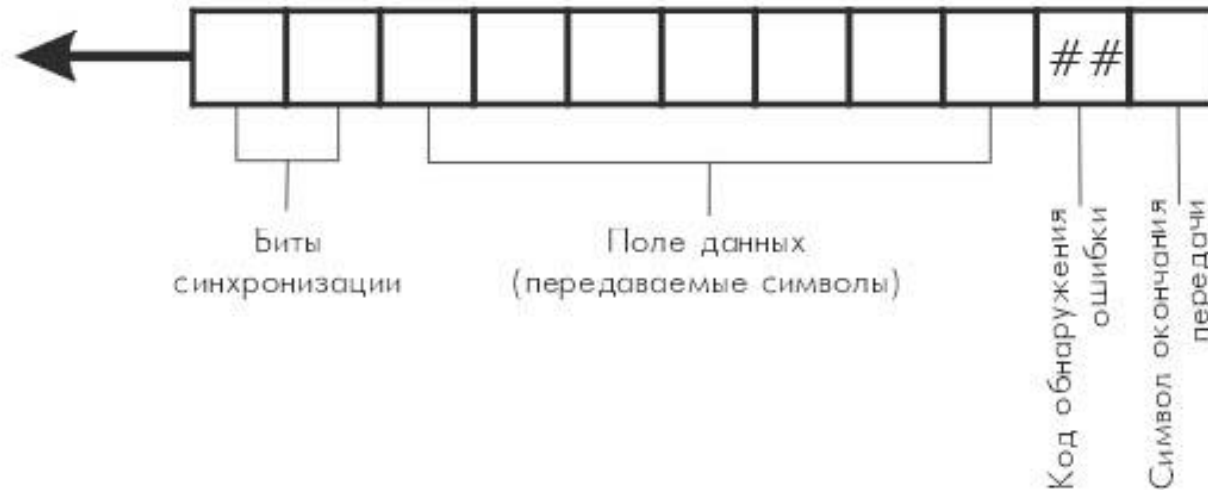 ##
Биты
синхронизации
Поле данных
(передаваемые символы)
Код обнаружения
ошибки
Символ окончания
передачи